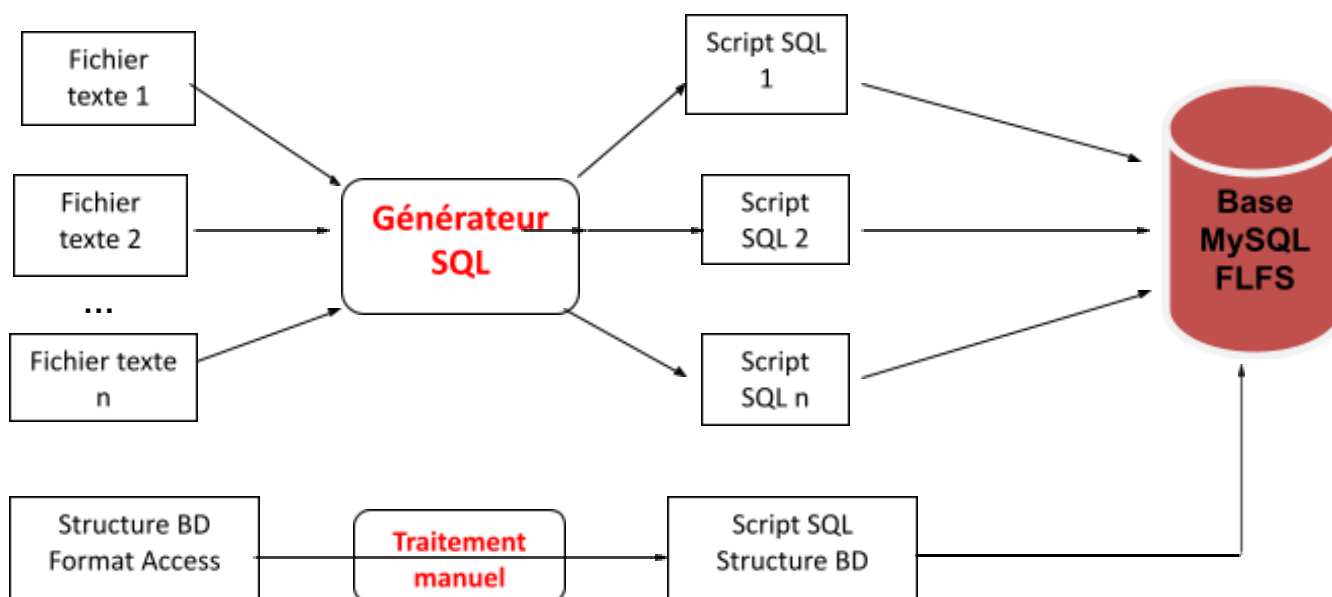 Fichier
texte 1
Script SQL
1
Fichier
texte 2
Générateur
SQL
Script
SQL 2
Base
MySQL
FLFS
...
Fichier texte
n
Script
SQL n
Structure BD
Format Access
Traitement
manuel
Script SQL
Structure BD